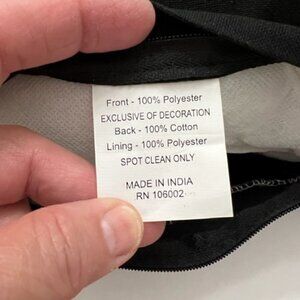 Front - 100% Polyester
EXCLUSIVE OF DECORATION
Back - 100% Cotton
Lining - 100% Polyester
SPOT CLEAN ONLY
MADE IN INDIA
RN 106002